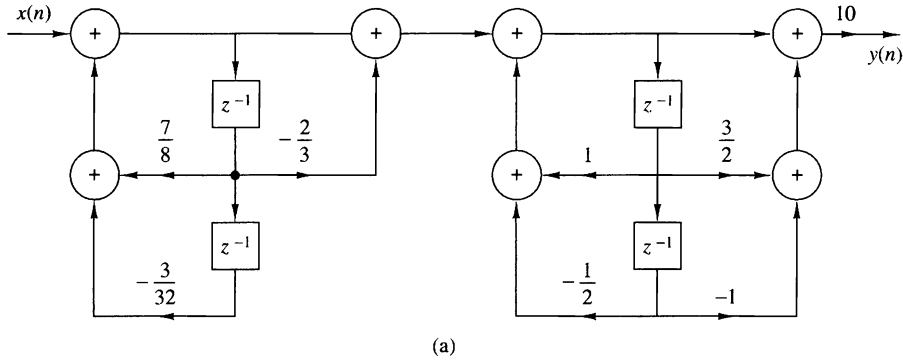 x(n)
+
+
+
+
10
y(n)
z⁻¹
z⁻¹
7/8
-2/3
1
3/2
+
+
+
z⁻¹
z⁻¹
-3/32
-1/2
-1
(a)